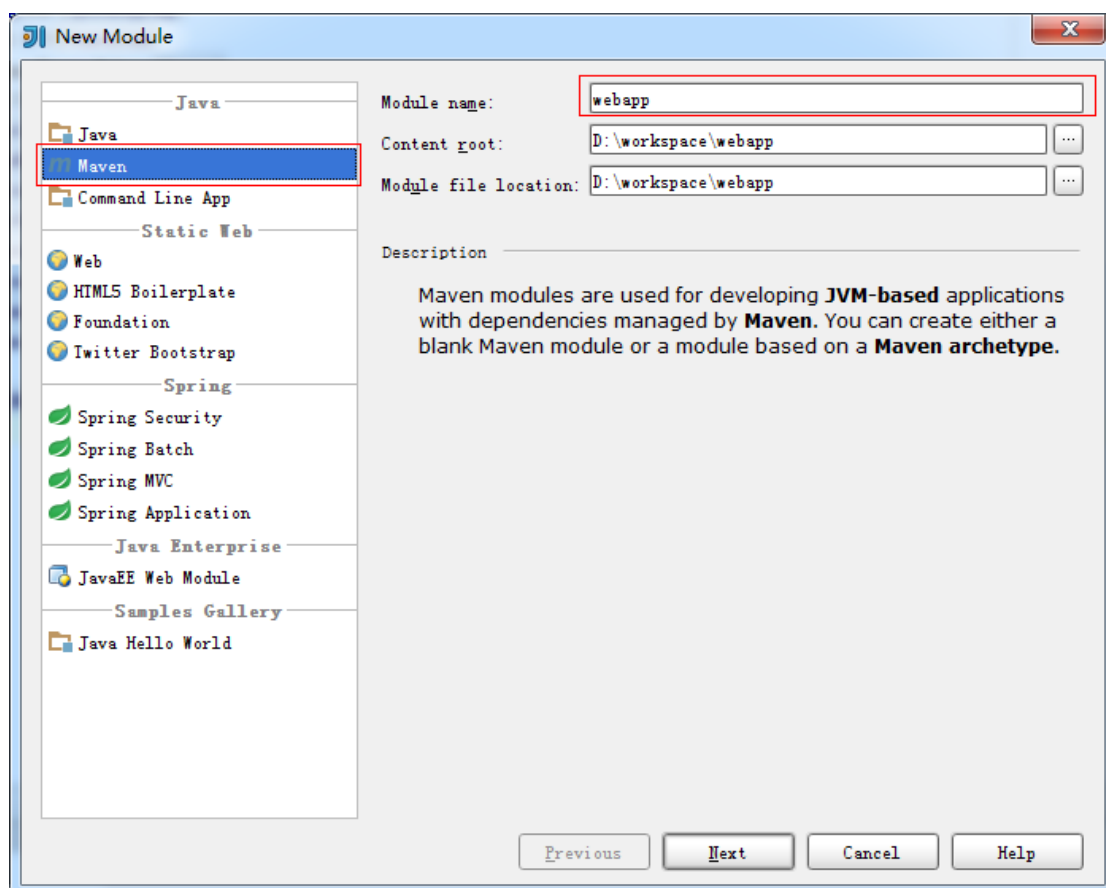 New Module
Java
Java
Maven
Command Line App
Static Web
Web
HTML5 Boilerplate
Foundation
Twitter Bootstrap
Spring
Spring Security
Spring Batch
Spring MVC
Spring Application
Java Enterprise
JavaEE Web Module
Samples Gallery
Java Hello World
Module name: webapp
Content root: D:\workspace\webapp ...
Module file location: D:\workspace\webapp ...
Description
Maven modules are used for developing JVM-based applications
with dependencies managed by Maven. You can create either a
blank Maven module or a module based on a Maven archetype.
Previous Next Cancel Help